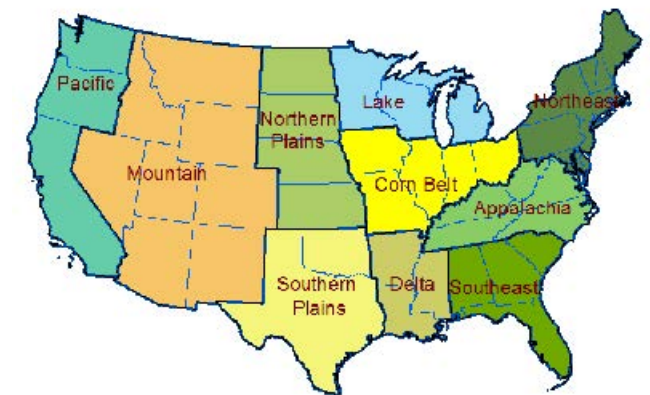 Pacific
Mountain
Northern
Plains
Lake
Corn Belt
Northeast
Appalachia
Southern
Plains
Delta
Southeast